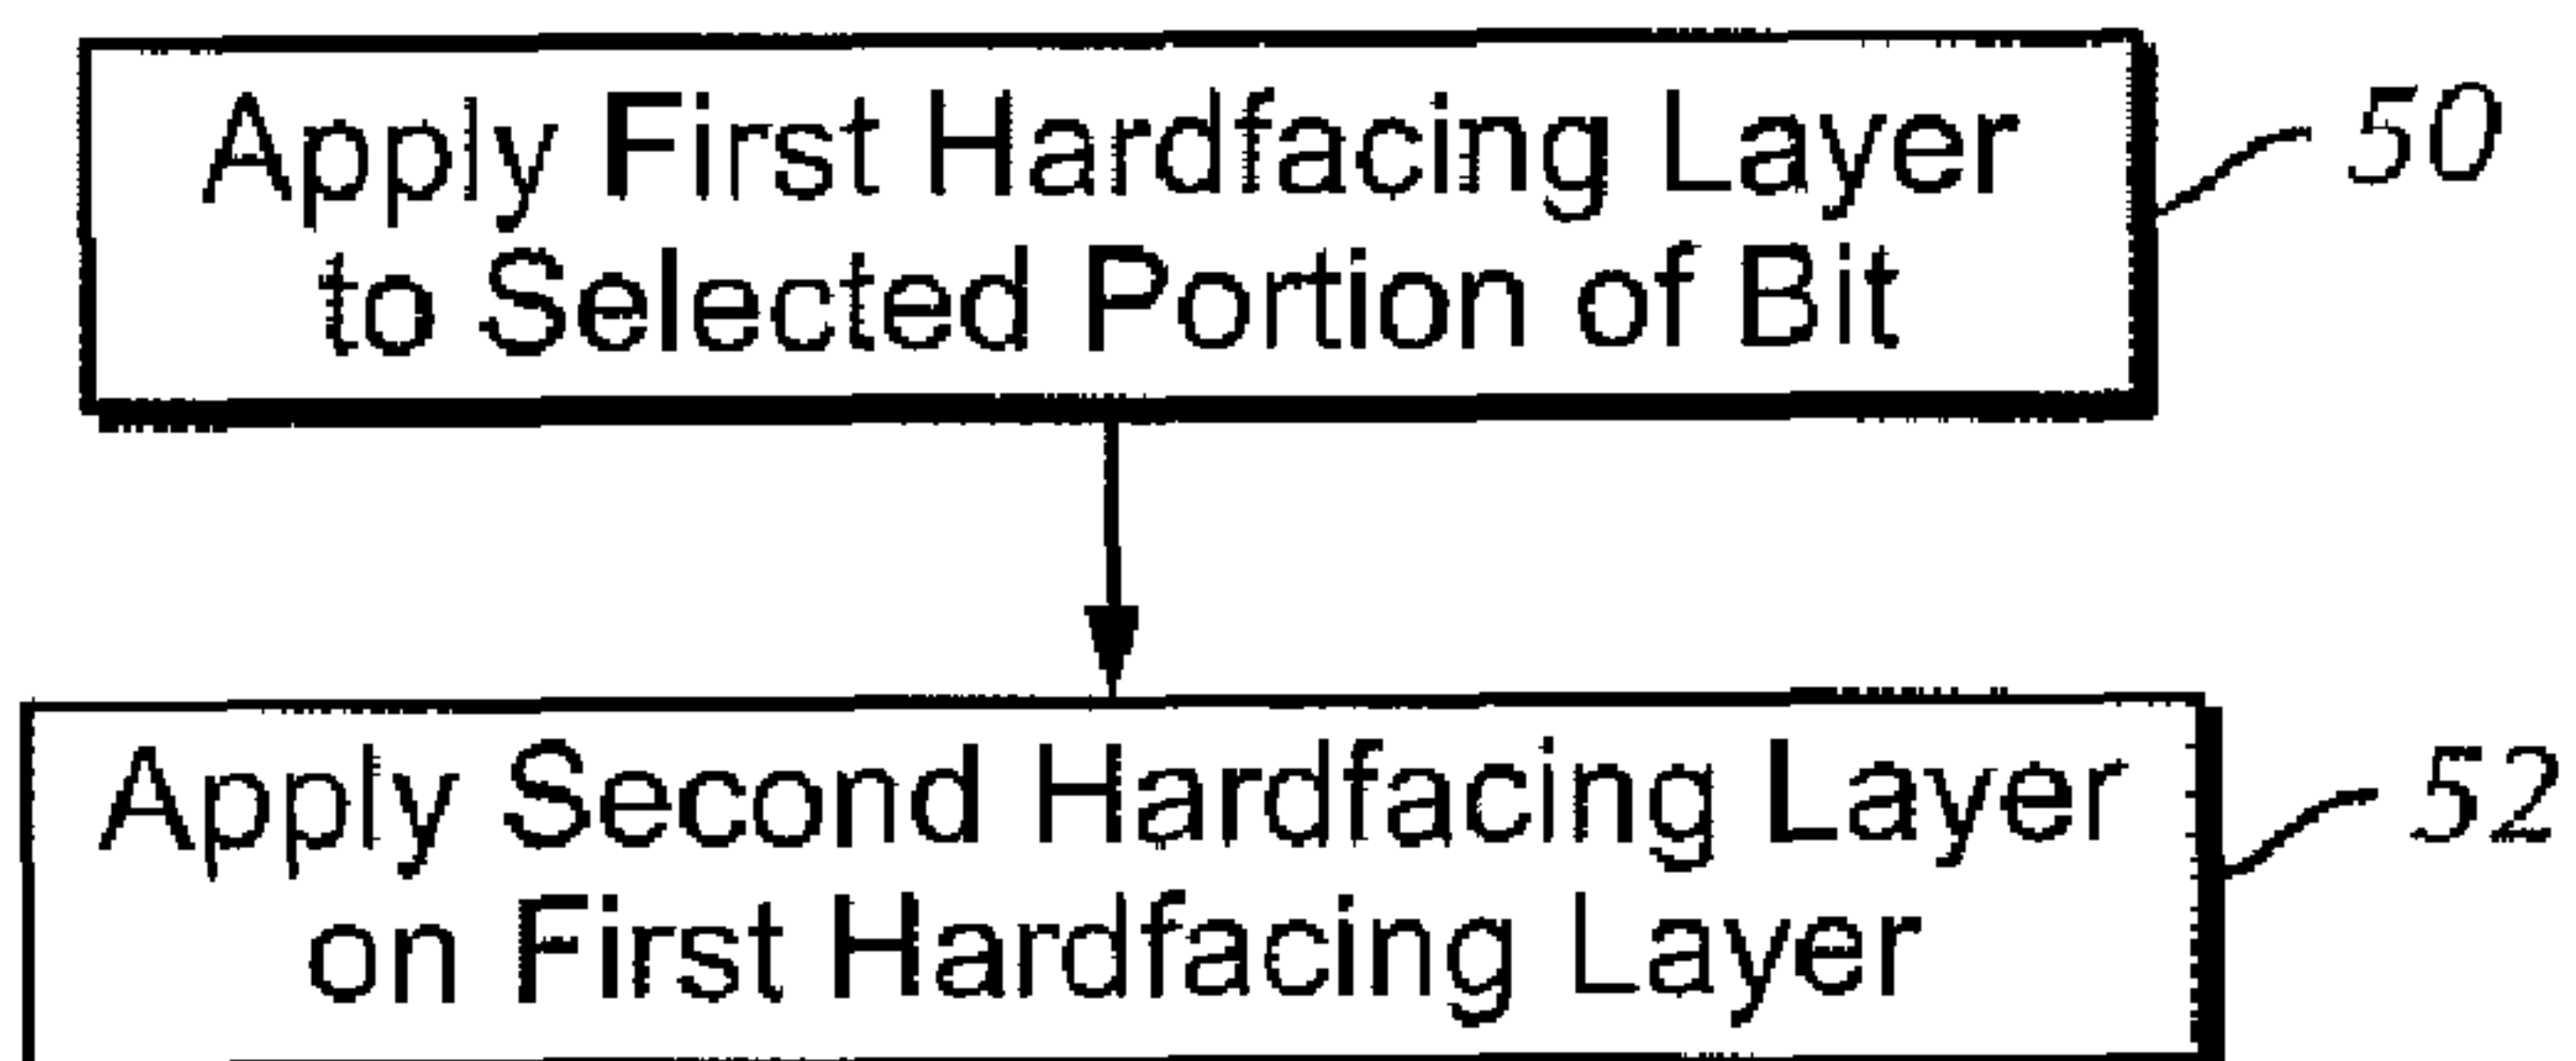 Apply First Hardfacing Layer
to Selected Portion of Bit
50
Apply Second Hardfacing Layer
on First Hardfacing Layer
52